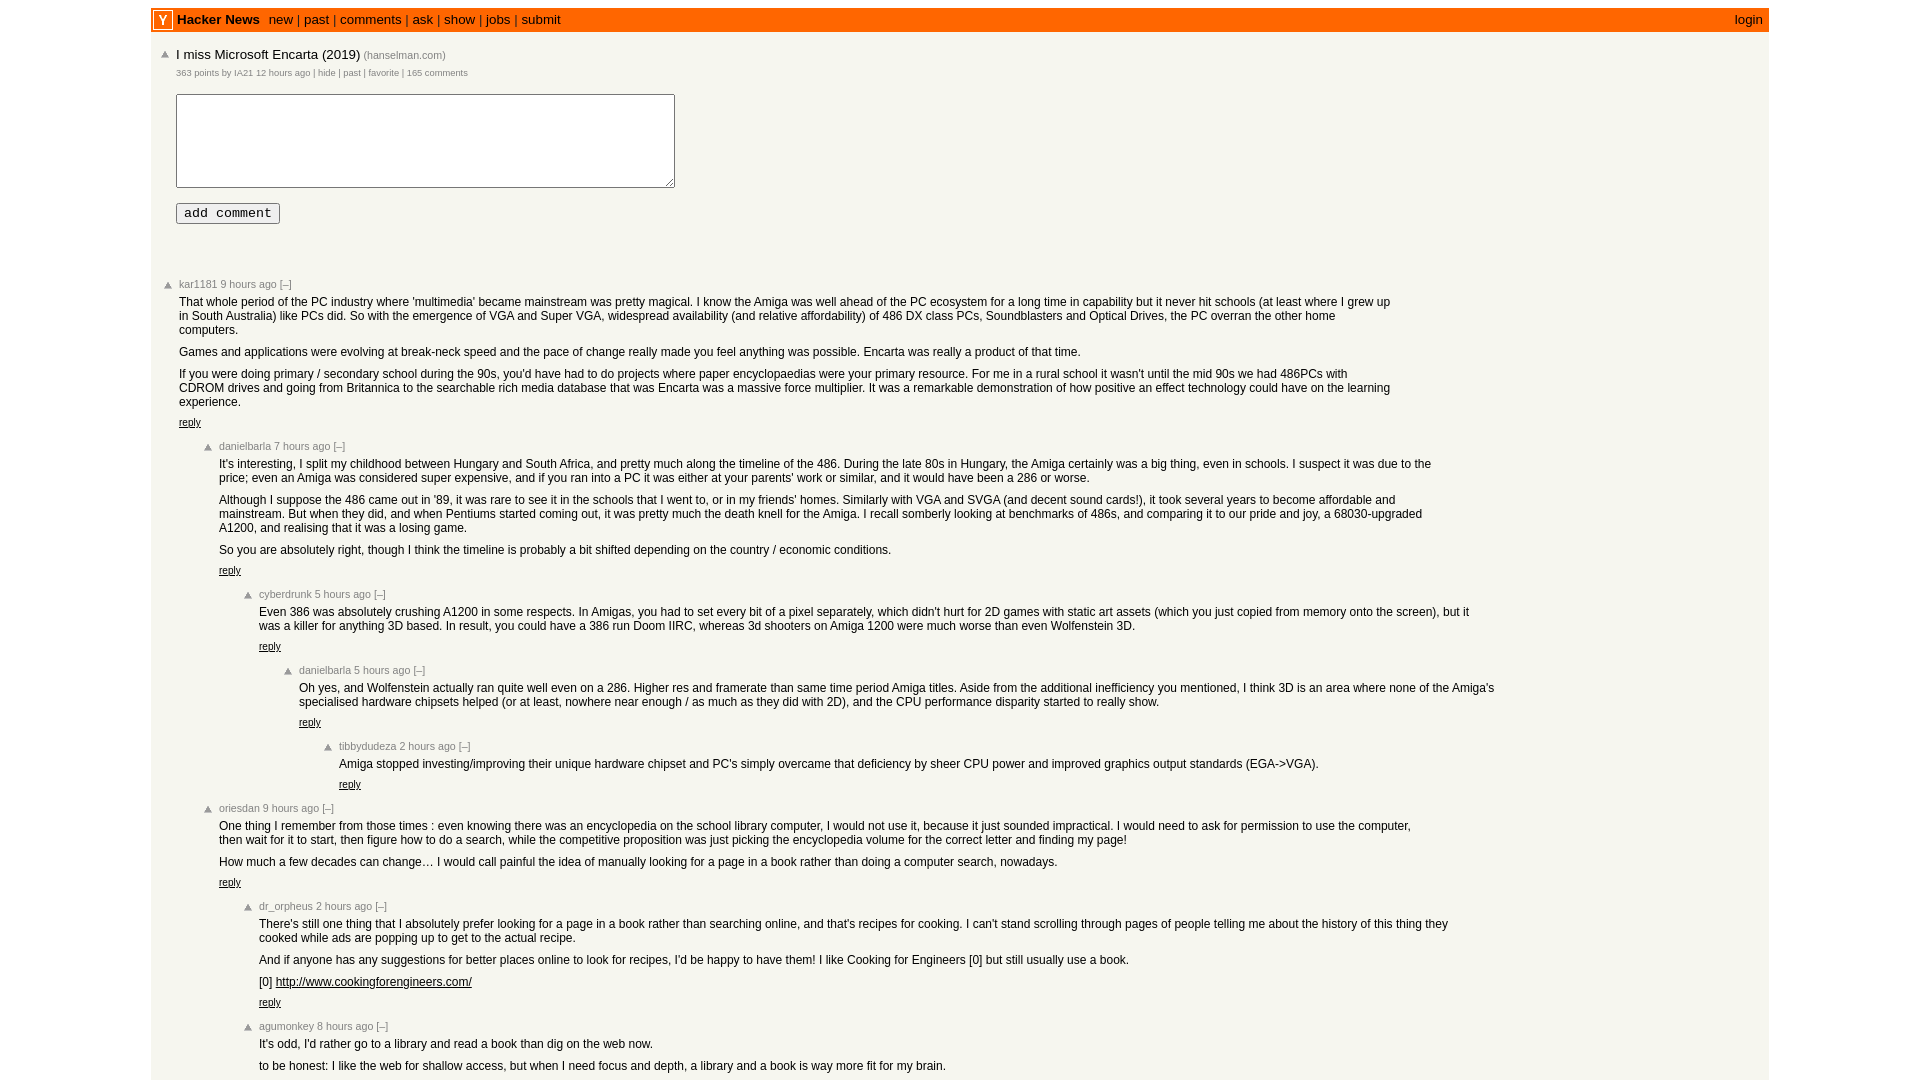 Y Hacker News new | past | comments | ask | show | jobs | submit login
I miss Microsoft Encarta (2019) (hanselman.com)
363 points by IA21 12 hours ago | hide | past | favorite | 165 comments
add comment
kar1181 9 hours ago [–]
That whole period of the PC industry where 'multimedia' became mainstream was pretty magical. I know the Amiga was well ahead of the PC ecosystem for a long time in capability but it never hit schools (at least where I grew up
in South Australia) like PCs did. So with the emergence of VGA and Super VGA, widespread availability (and relative affordability) of 486 DX class PCs, Soundblasters and Optical Drives, the PC overran the other home
computers.
Games and applications were evolving at break-neck speed and the pace of change really made you feel anything was possible. Encarta was really a product of that time.
If you were doing primary / secondary school during the 90s, you'd have had to do projects where paper encyclopaedias were your primary resource. For me in a rural school it wasn't until the mid 90s we had 486PCs with
CDROM drives and going from Britannica to the searchable rich media database that was Encarta was a massive force multiplier. It was a remarkable demonstration of how positive an effect technology could have on the learning
experience.
reply
danielbarla 7 hours ago [–]
It's interesting, I split my childhood between Hungary and South Africa, and pretty much along the timeline of the 486. During the late 80s in Hungary, the Amiga certainly was a big thing, even in schools. I suspect it was due to the
price; even an Amiga was considered super expensive, and if you ran into a PC it was either at your parents' work or similar, and it would have been a 286 or worse.
Although I suppose the 486 came out in '89, it was rare to see it in the schools that I went to, or in my friends' homes. Similarly with VGA and SVGA (and decent sound cards!), it took several years to become affordable and
mainstream. But when they did, and when Pentiums started coming out, it was pretty much the death knell for the Amiga. I recall somberly looking at benchmarks of 486s, and comparing it to our pride and joy, a 68030-upgraded
A1200, and realising that it was a losing game.
So you are absolutely right, though I think the timeline is probably a bit shifted depending on the country / economic conditions.
reply
cyberdrunk 5 hours ago [–]
Even 386 was absolutely crushing A1200 in some respects. In Amigas, you had to set every bit of a pixel separately, which didn't hurt for 2D games with static art assets (which you just copied from memory onto the screen), but it
was a killer for anything 3D based. In result, you could have a 386 run Doom IIRC, whereas 3d shooters on Amiga 1200 were much worse than even Wolfenstein 3D.
reply
danielbarla 5 hours ago [–]
Oh yes, and Wolfenstein actually ran quite well even on a 286. Higher res and framerate than same time period Amiga titles. Aside from the additional inefficiency you mentioned, I think 3D is an area where none of the Amiga's
specialised hardware chipsets helped (or at least, nowhere near enough / as much as they did with 2D), and the CPU performance disparity started to really show.
reply
tibbydudeza 2 hours ago [–]
Amiga stopped investing/improving their unique hardware chipset and PC's simply overcame that deficiency by sheer CPU power and improved graphics output standards (EGA->VGA).
reply
oriesdan 9 hours ago [–]
One thing I remember from those times : even knowing there was an encyclopedia on the school library computer, I would not use it, because it just sounded impractical. I would need to ask for permission to use the computer,
then wait for it to start, then figure how to do a search, while the competitive proposition was just picking the encyclopedia volume for the correct letter and finding my page!
How much a few decades can change… I would call painful the idea of manually looking for a page in a book rather than doing a computer search, nowadays.
reply
dr_orpheus 2 hours ago [–]
There's still one thing that I absolutely prefer looking for a page in a book rather than searching online, and that's recipes for cooking. I can't stand scrolling through pages of people telling me about the history of this thing they
cooked while ads are popping up to get to the actual recipe.
And if anyone has any suggestions for better places online to look for recipes, I'd be happy to have them! I like Cooking for Engineers [0] but still usually use a book.
[0] http://www.cookingforengineers.com/
reply
agumonkey 8 hours ago [–]
It's odd, I'd rather go to a library and read a book than dig on the web now.
to be honest: I like the web for shallow access, but when I need focus and depth, a library and a book is way more fit for my brain.